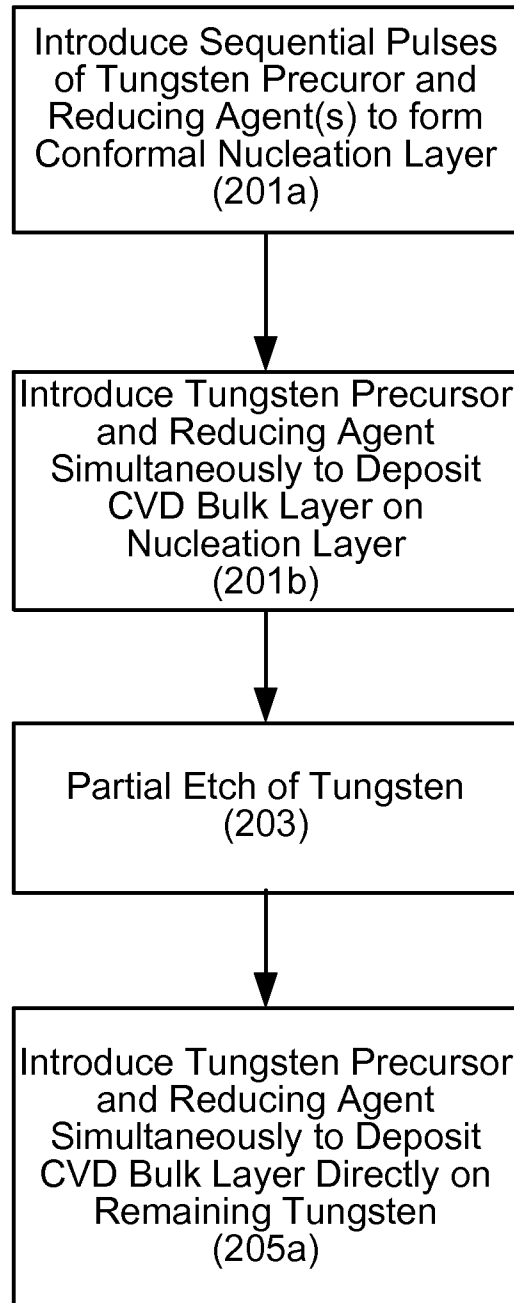 Introduce Sequential Pulses
of Tungsten Precuror and
Reducing Agent(s) to form
Conformal Nucleation Layer
(201a)
Introduce Tungsten Precursor
and Reducing Agent
Simultaneously to Deposit
CVD Bulk Layer on
Nucleation Layer
(201b)
Partial Etch of Tungsten
(203)
Introduce Tungsten Precursor
and Reducing Agent
Simultaneously to Deposit
CVD Bulk Layer Directly on
Remaining Tungsten
(205a)